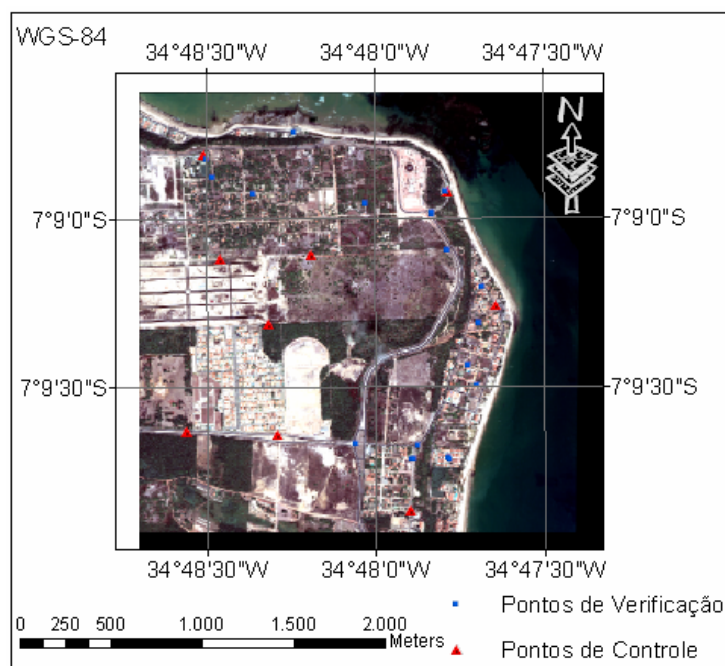 WGS-84
34°48'30"W 34°48'0"W 34°47'30"W
N
7°9'0"S 7°9'0"S
7°9'30"S 7°9'30"S
34°48'30"W 34°48'0"W 34°47'30"W
Pontos de Verificação
0 250 500 1.000 1.500 2.000
Meters
Pontos de Controle